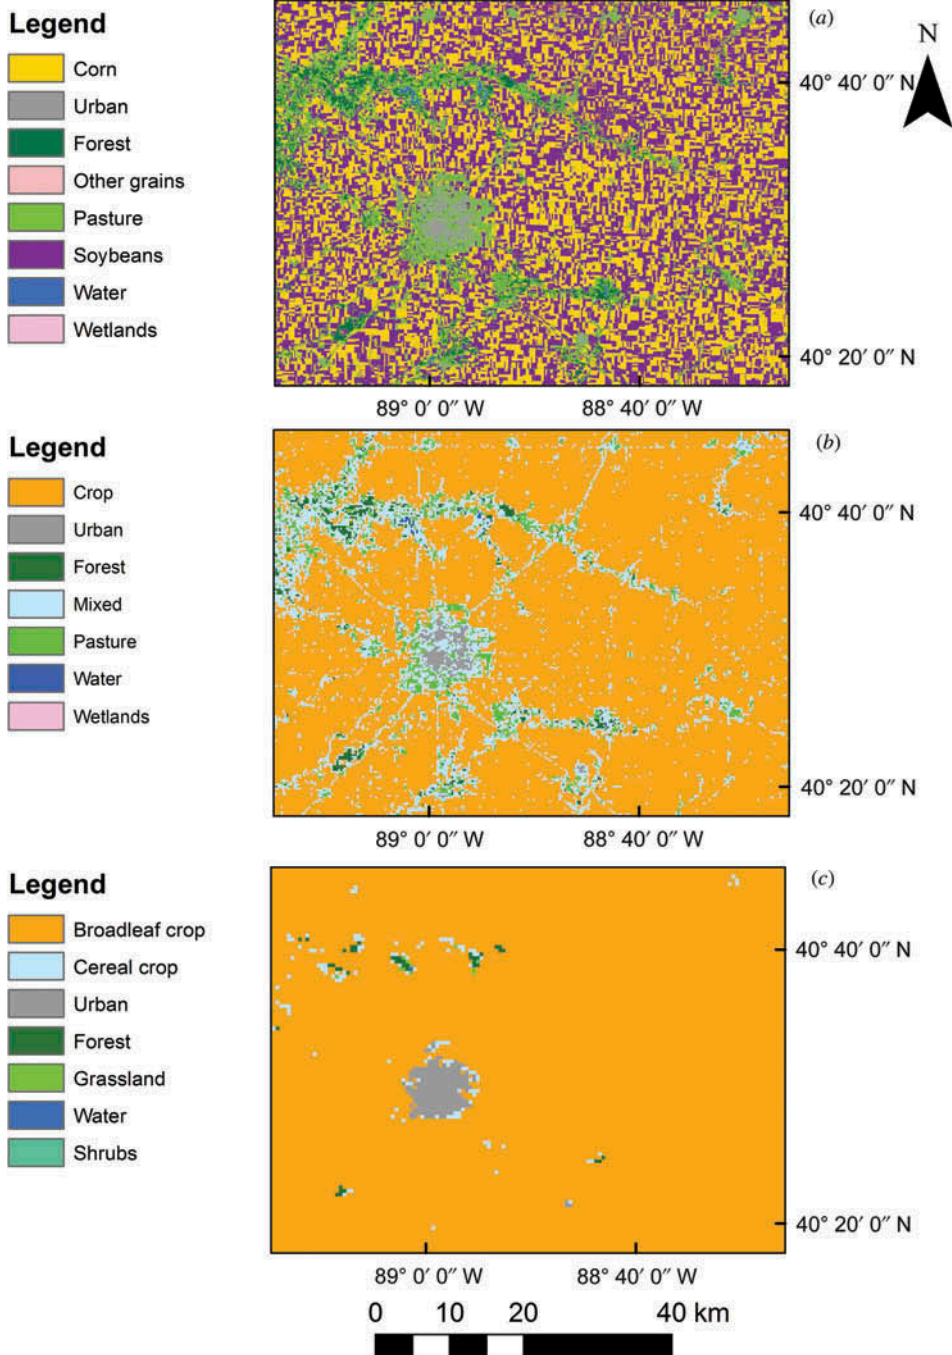 Legend
Corn
Urban
Forest
Other grains
Pasture
Soybeans
Water
Wetlands
(a)
N
40° 40′ 0″ N
40° 20′ 0″ N
89° 0′ 0″ W
88° 40′ 0″ W
Legend
Crop
Urban
Forest
Mixed
Pasture
Water
Wetlands
(b)
40° 40′ 0″ N
40° 20′ 0″ N
89° 0′ 0″ W
88° 40′ 0″ W
Legend
Broadleaf crop
Cereal crop
Urban
Forest
Grassland
Water
Shrubs
(c)
40° 40′ 0″ N
40° 20′ 0″ N
89° 0′ 0″ W
88° 40′ 0″ W
0 10 20 40 km